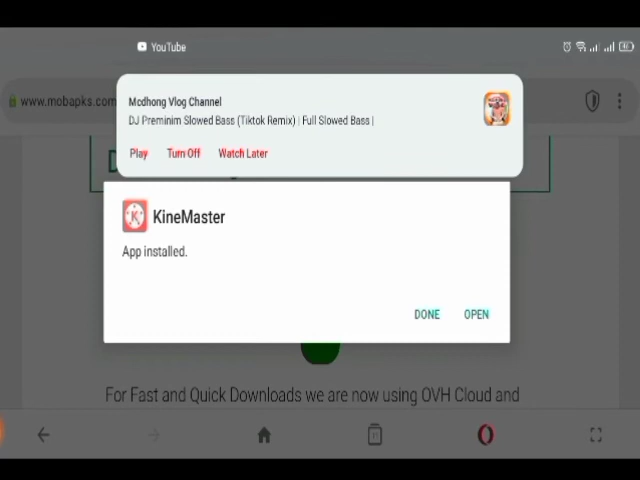 YouTube
www.mobapks.com
Mcdhong Vlog Channel
DJ Preminim Slowed Bass (Tiktok Remix) | Full Slowed Bass |
Play Turn Off Watch Later
KineMaster
App installed.
DONE OPEN
For Fast and Quick Downloads we are now using OVH Cloud and